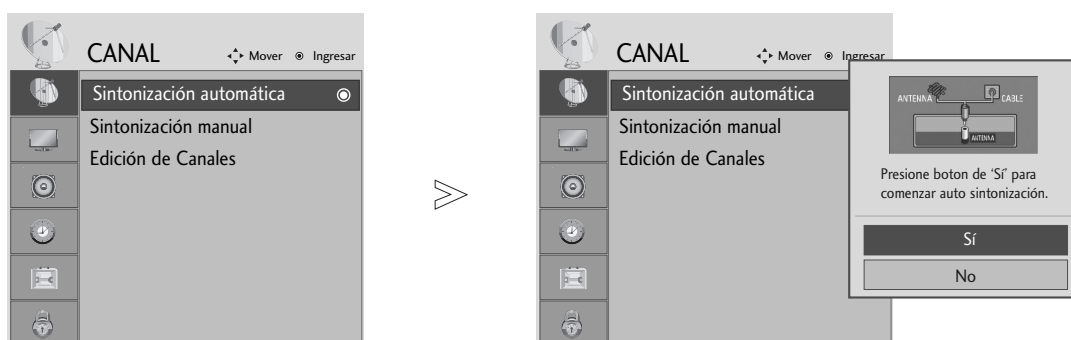 CANAL
Mover Ingresar
Sintonización automática
Sintonización manual
Edición de Canales
CANAL
Mover Ingresar
Sintonización automática
Sintonización manual
Edición de Canales
ANTENNA
CABLE
ANTENNA
Presione boton de ‘Sí’ para
comenzar auto sintonización.
Sí
No